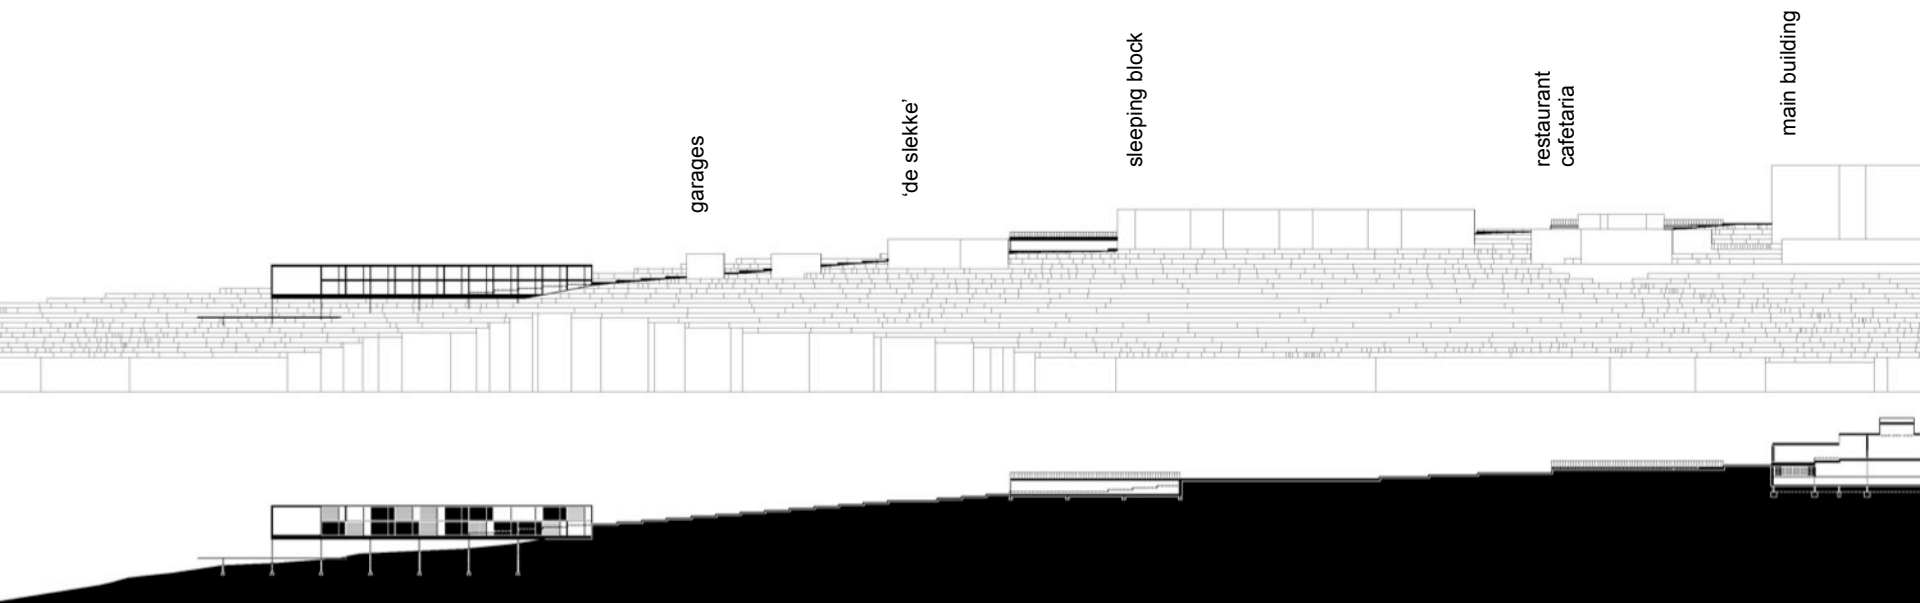 garages
‘de slekke’
sleeping block
restaurant
cafetaria
main building